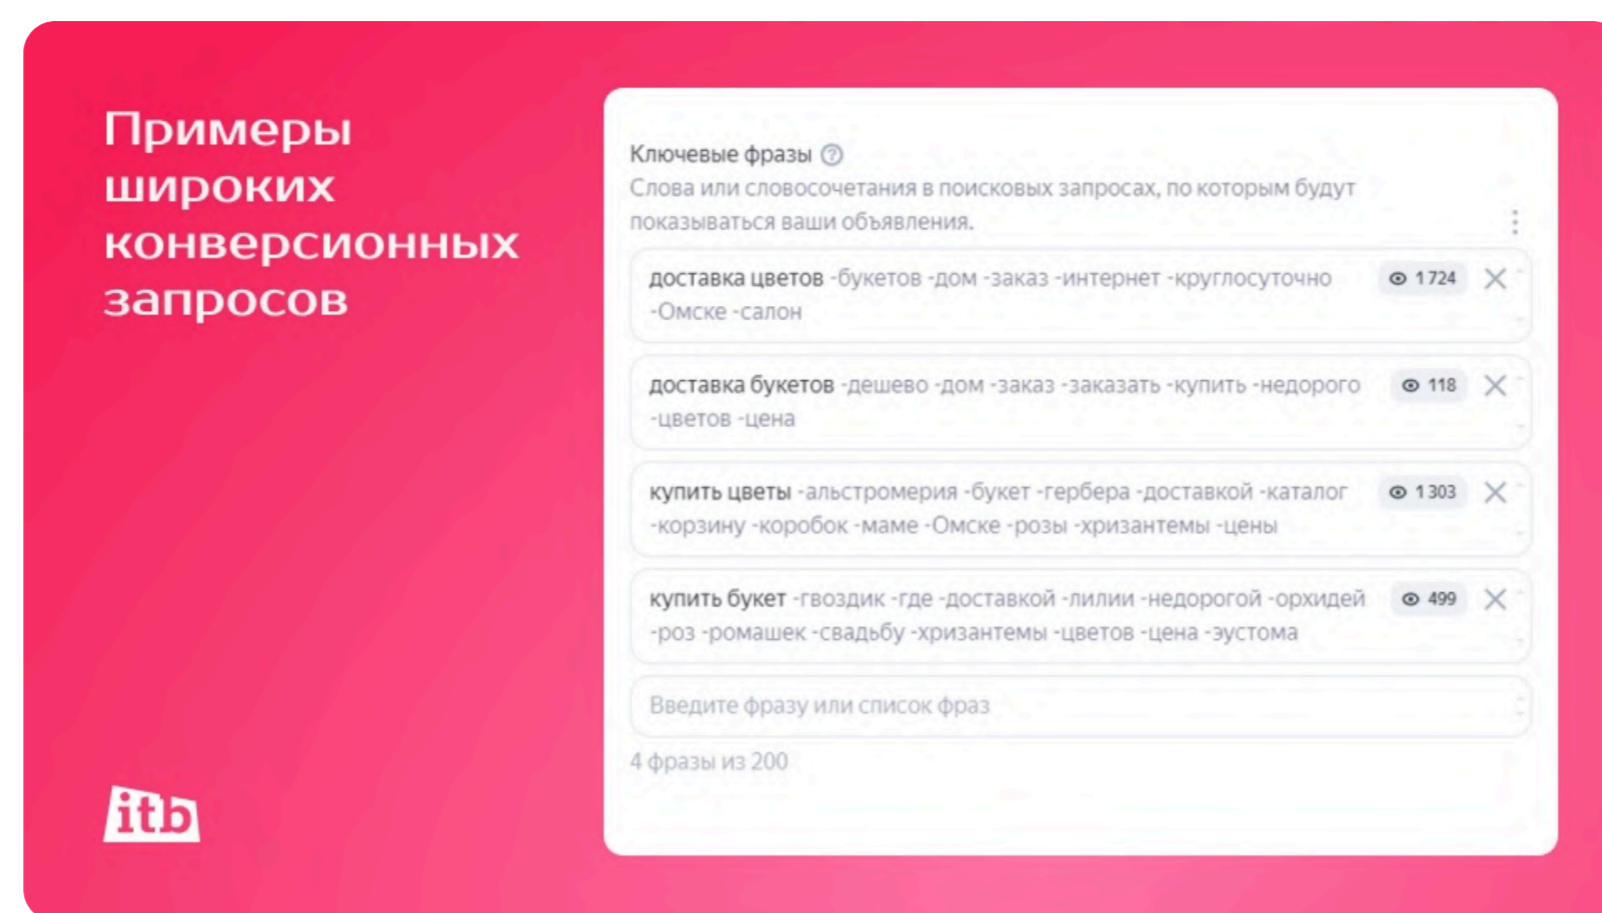 Примеры
широких
конверсионных
запросов
Ключевые фразы ?
Слова или словосочетания в поисковых запросах, по которым будут
показываться ваши объявления.
доставка цветов -букетов -дом -заказ -интернет -круглосуточно
-Омске -салон
1 724
доставка букетов -дешево -дом -заказ -заказать -купить -недорого
-цветов -цена
118
купить цветы -альстромерия -букет -гербера -доставкой -каталог
-корзину -коробок -маме -Омске -розы -хризантемы -цены
1 303
купить букет -гвоздик -где -доставкой -лилии -недорогой -орхидей
-роз -ромашек -свадьбу -хризантемы -цветов -цена -эустома
499
Введите фразу или список фраз
4 фразы из 200
itb